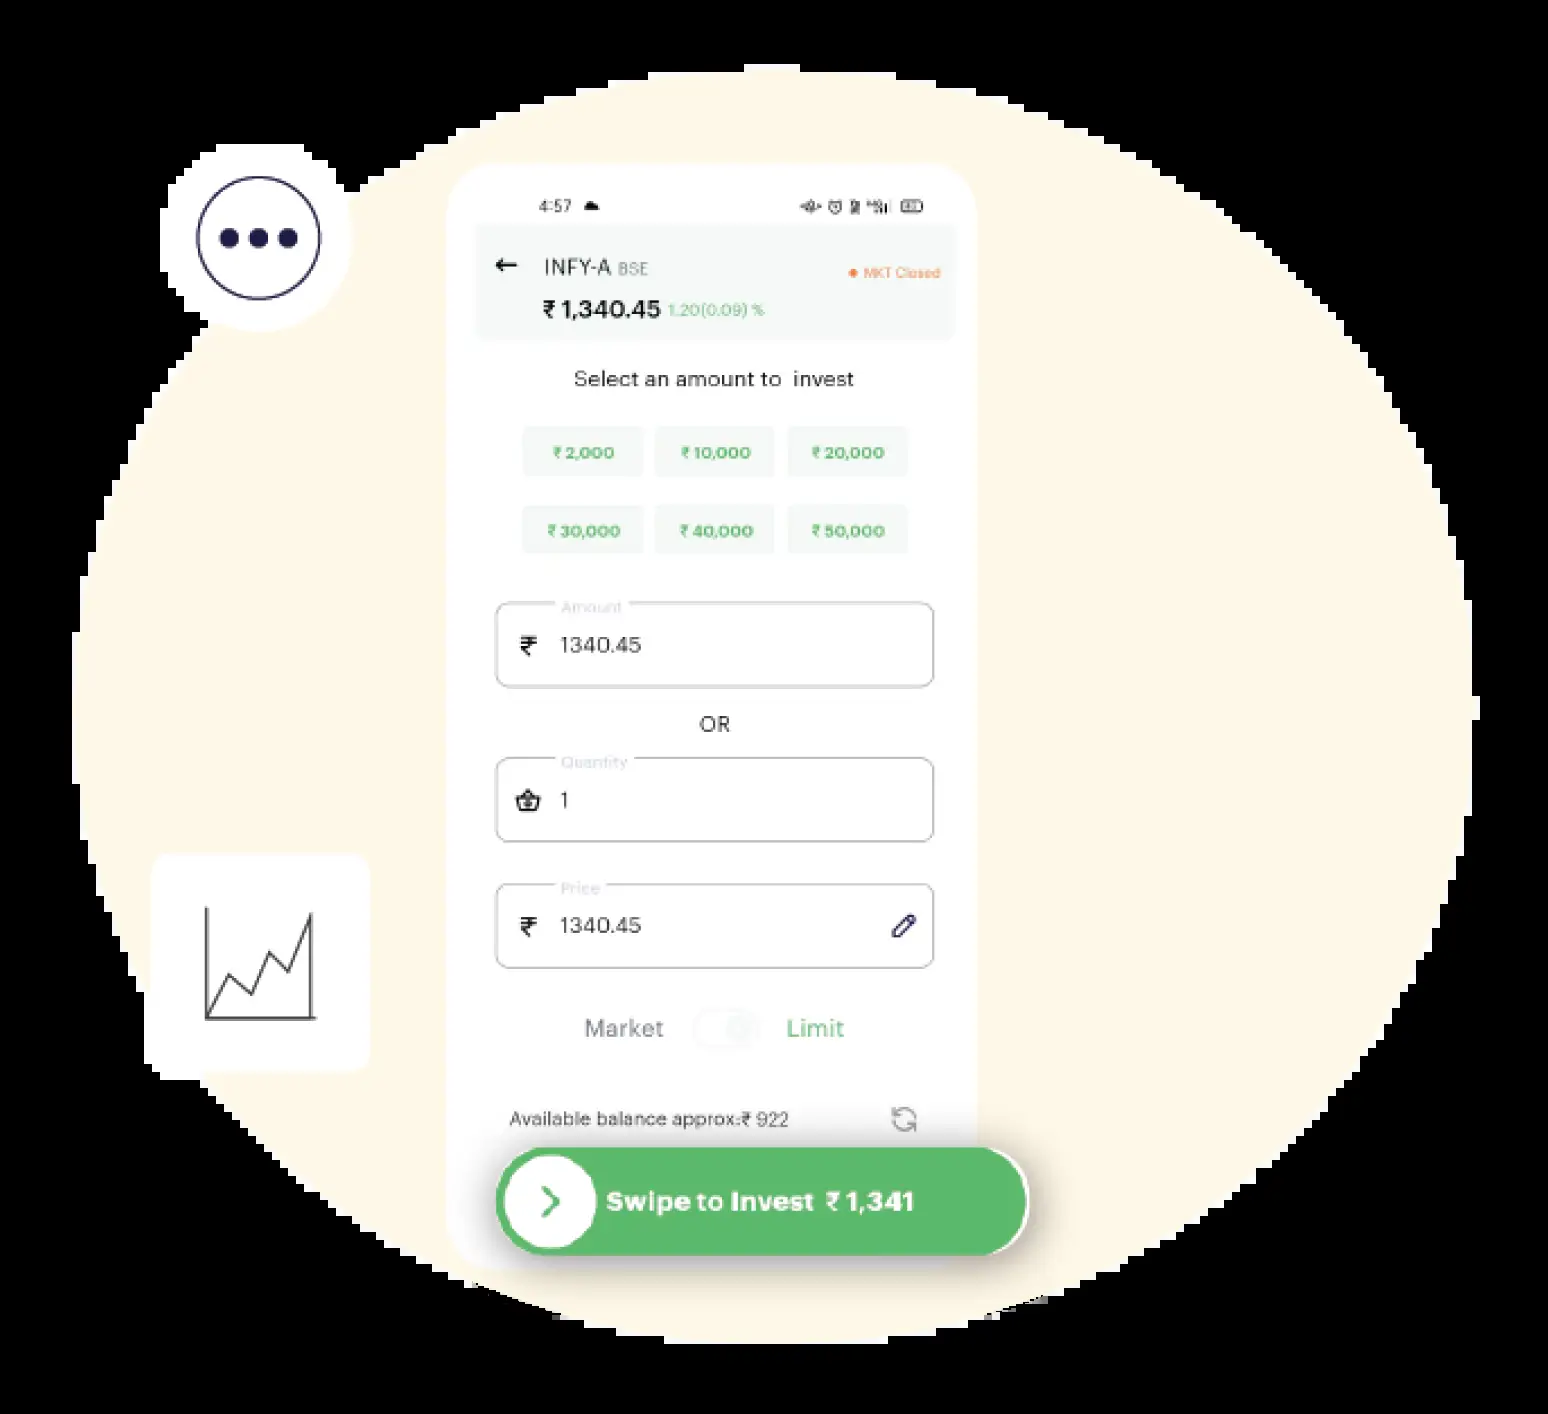 4:57
INFY-A BSE
MKT Closed
₹ 1,340.45 1.20(0.09) %
Select an amount to invest
₹ 2,000 ₹ 10,000 ₹ 20,000
₹ 30,000 ₹ 40,000 ₹ 50,000
Amount
₹ 1340.45
OR
Quantity
1
Price
₹ 1340.45
Market Limit
Available balance approx:₹ 922
Swipe to Invest ₹ 1,341